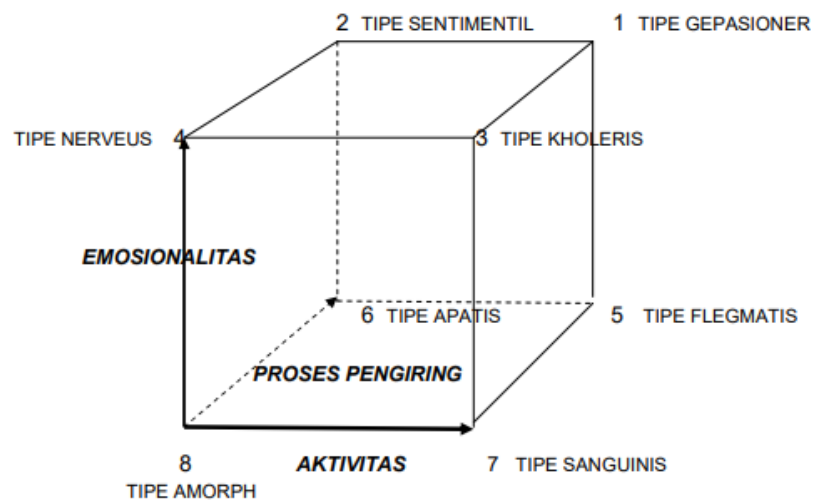 2 TIPE SENTIMENTIL
1 TIPE GEPASIONER
TIPE NERVEUS 4
3 TIPE KHOLERIS
EMOSIONALITAS
6 TIPE APATIS
5 TIPE FLEGMATIS
PROSES PENGIRING
8
TIPE AMORPH
AKTIVITAS
7 TIPE SANGUINIS